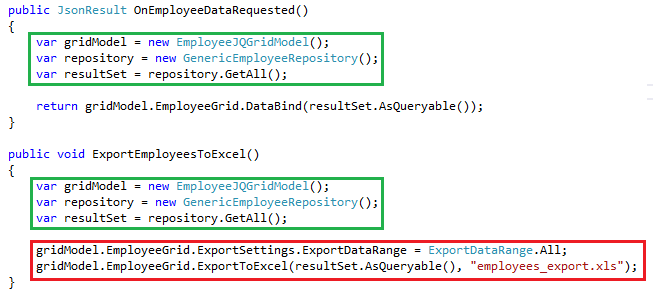 public JsonResult OnEmployeeDataRequested()
{
var gridModel = new EmployeeJQGridModel();
var repository = new GenericEmployeeRepository();
var resultSet = repository.GetAll();
return gridModel.EmployeeGrid.DataBind(resultSet.AsQueryable());
}
public void ExportEmployeesToExcel()
{
var gridModel = new EmployeeJQGridModel();
var repository = new GenericEmployeeRepository();
var resultSet = repository.GetAll();
gridModel.EmployeeGrid.ExportSettings.ExportDataRange = ExportDataRange.All;
gridModel.EmployeeGrid.ExportToExcel(resultSet.AsQueryable(), "employees_export.xls");
}